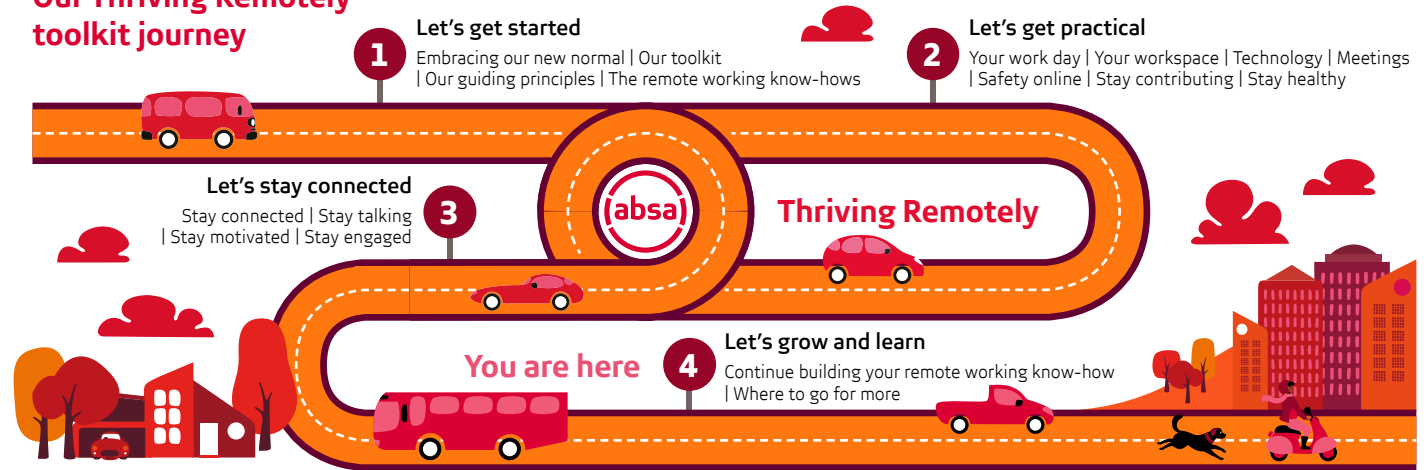 Our Thriving Remotely
toolkit journey
1
Let's get started
Embracing our new normal | Our toolkit
| Our guiding principles | The remote working know-hows
2
Let's get practical
Your work day | Your workspace | Technology | Meetings
| Safety online | Stay contributing | Stay healthy
Let's stay connected
Stay connected | Stay talking
| Stay motivated | Stay engaged
3
absa
Thriving Remotely
You are here
4
Let's grow and learn
Continue building your remote working know-how
| Where to go for more